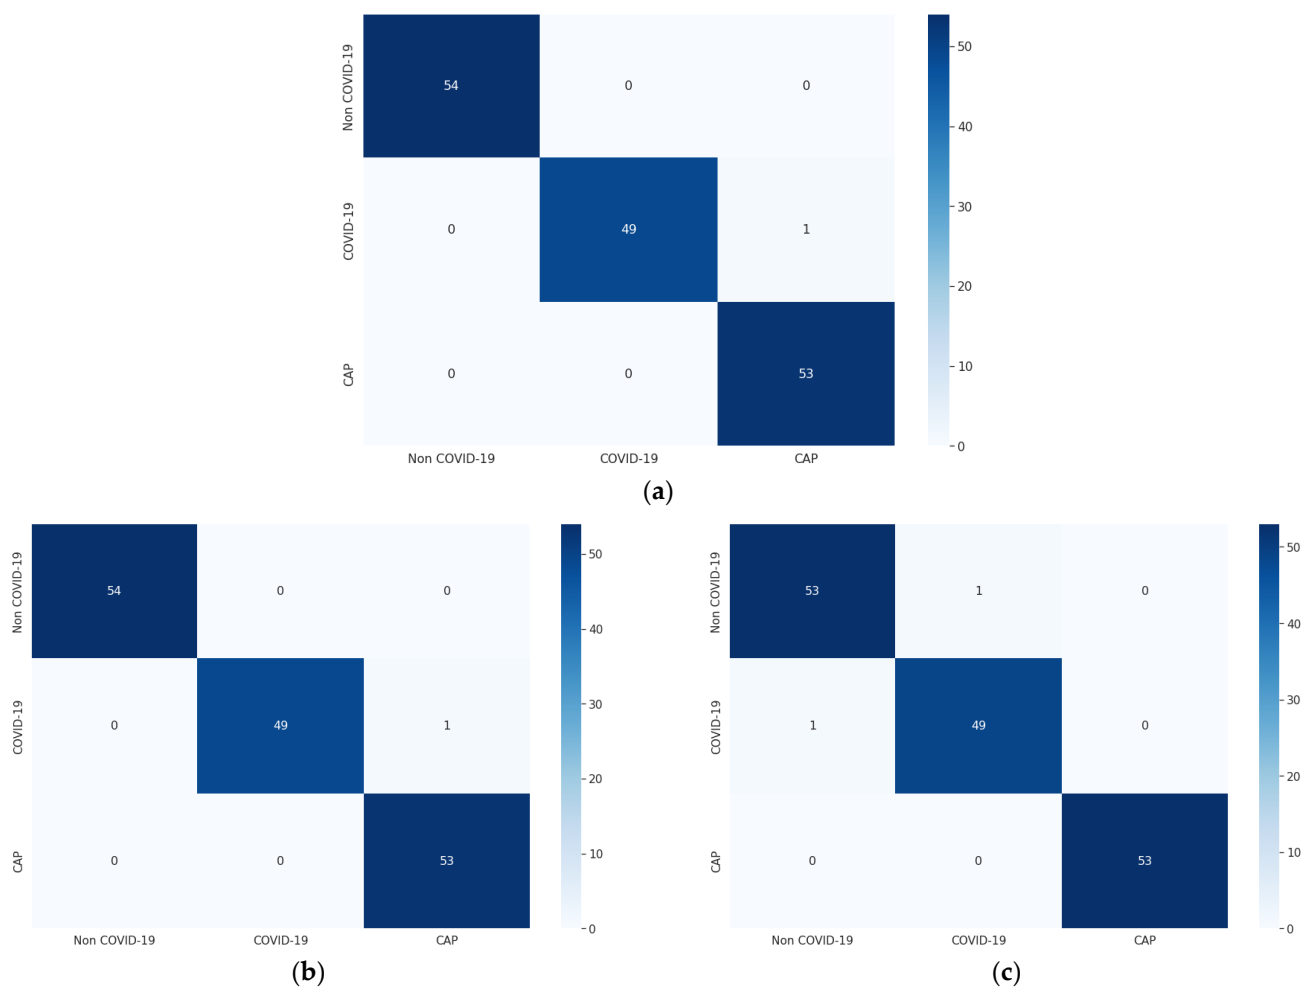 Non COVID-19 54 0 0
COVID-19 0 49 1
CAP 0 0 53
Non COVID-19 COVID-19 CAP
50
40
30
20
10
0
(a)
Non COVID-19 54 0 0
COVID-19 0 49 1
CAP 0 0 53
Non COVID-19 COVID-19 CAP
50
40
30
20
10
0
(b)
Non COVID-19 53 1 0
COVID-19 1 49 0
CAP 0 0 53
Non COVID-19 COVID-19 CAP
50
40
30
20
10
0
(c)